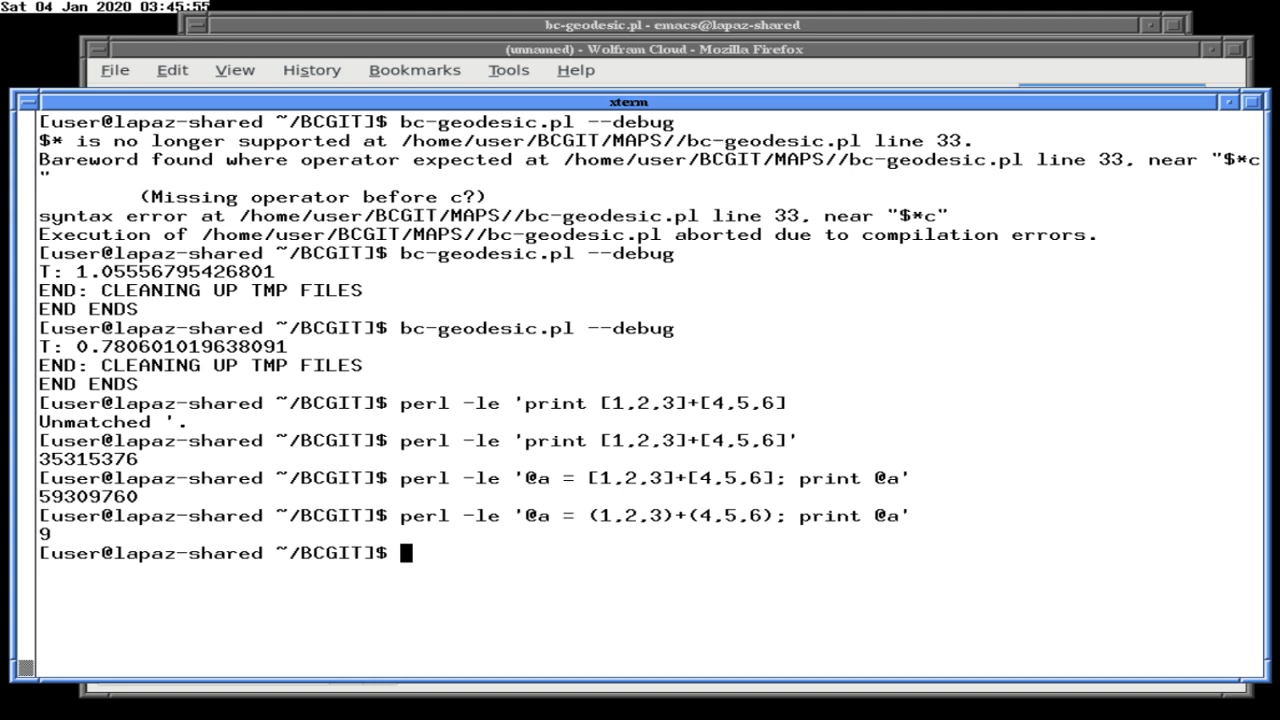 Sat 04 Jan 2020 03:45:55
bc-geodesic.pl - emacs@lapaz-shared
(unnamed) - Wolfram Cloud - Mozilla Firefox
File Edit View History Bookmarks Tools Help
xterm
[user@lapaz-shared ~/BCGIT]$ bc-geodesic.pl --debug
$* is no longer supported at /home/user/BCGIT/MAPS//bc-geodesic.pl line 33.
Bareword found where operator expected at /home/user/BCGIT/MAPS//bc-geodesic.pl line 33, near "$*c
"
(Missing operator before c?)
syntax error at /home/user/BCGIT/MAPS//bc-geodesic.pl line 33, near "$*c"
Execution of /home/user/BCGIT/MAPS//bc-geodesic.pl aborted due to compilation errors.
[user@lapaz-shared ~/BCGIT]$ bc-geodesic.pl --debug
T: 1.05556795426801
END: CLEANING UP TMP FILES
END ENDS
[user@lapaz-shared ~/BCGIT]$ bc-geodesic.pl --debug
T: 0.780601019638091
END: CLEANING UP TMP FILES
END ENDS
[user@lapaz-shared ~/BCGIT]$ perl -le 'print [1,2,3]+[4,5,6]
Unmatched '.
[user@lapaz-shared ~/BCGIT]$ perl -le 'print [1,2,3]+[4,5,6]'
35315376
[user@lapaz-shared ~/BCGIT]$ perl -le '@a = [1,2,3]+[4,5,6]; print @a'
59309760
[user@lapaz-shared ~/BCGIT]$ perl -le '@a = (1,2,3)+(4,5,6); print @a'
9
[user@lapaz-shared ~/BCGIT]$